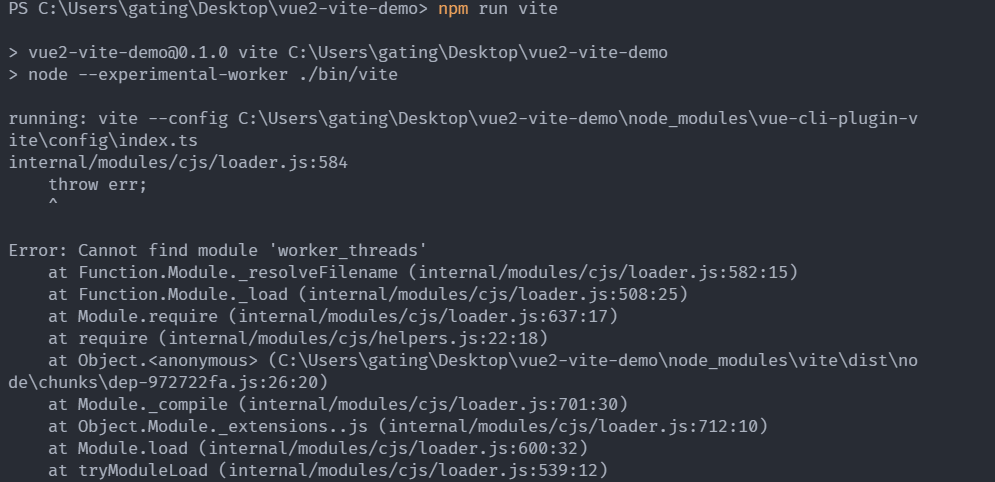 PS C:\Users\gating\Desktop\vue2-vite-demo> npm run vite
> vue2-vite-demo@0.1.0 vite C:\Users\gating\Desktop\vue2-vite-demo
> node --experimental-worker ./bin/vite
running: vite --config C:\Users\gating\Desktop\vue2-vite-demo\node_modules\vue-cli-plugin-v
ite\config\index.ts
internal/modules/cjs/loader.js:584
    throw err;
    ^
Error: Cannot find module 'worker_threads'
    at Function.Module._resolveFilename (internal/modules/cjs/loader.js:582:15)
    at Function.Module._load (internal/modules/cjs/loader.js:508:25)
    at Module.require (internal/modules/cjs/loader.js:637:17)
    at require (internal/modules/cjs/helpers.js:22:18)
    at Object.<anonymous> (C:\Users\gating\Desktop\vue2-vite-demo\node_modules\vite\dist\no
de\chunks\dep-972722fa.js:26:20)
    at Module._compile (internal/modules/cjs/loader.js:701:30)
    at Object.Module._extensions..js (internal/modules/cjs/loader.js:712:10)
    at Module.load (internal/modules/cjs/loader.js:600:32)
    at tryModuleLoad (internal/modules/cjs/loader.js:539:12)